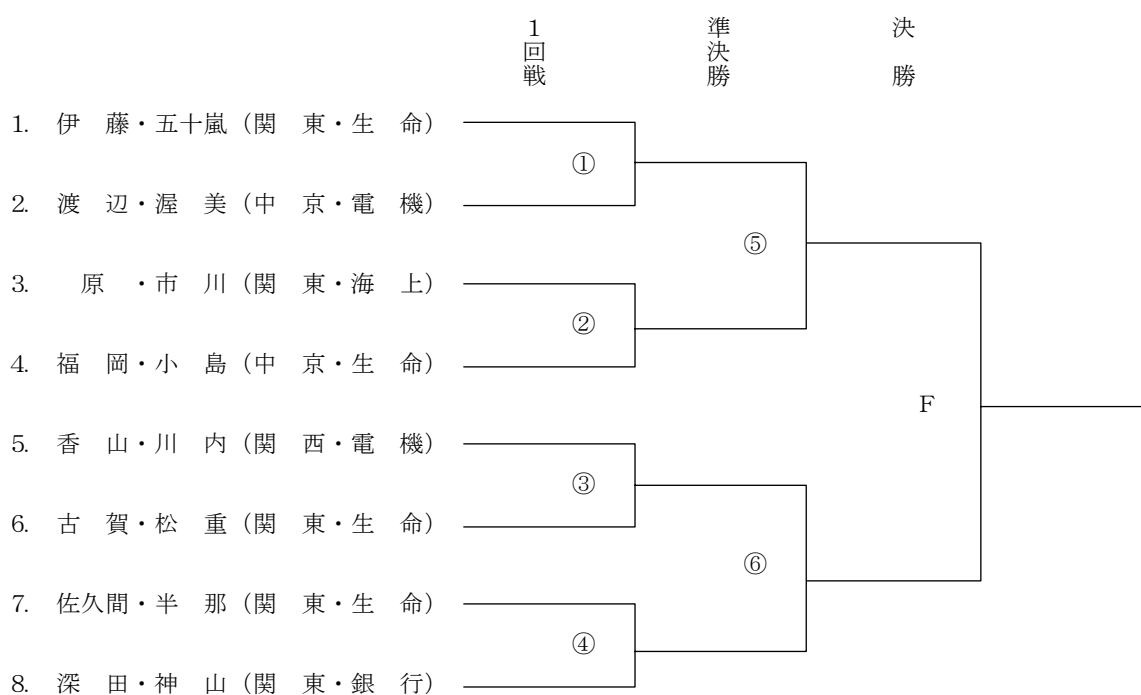 1回戦
準決勝
決　勝
1.　伊　藤・五十嵐（関　東・生　命）
①
2.　渡　辺・渥　美（中　京・電　機）
⑤
3.　　原　・市　川（関　東・海　上）
②
4.　福　岡・小　島（中　京・生　命）
F
5.　香　山・川　内（関　西・電　機）
③
6.　古　賀・松　重（関　東・生　命）
⑥
7.　佐久間・半　那（関　東・生　命）
④
8.　深　田・神　山（関　東・銀　行）